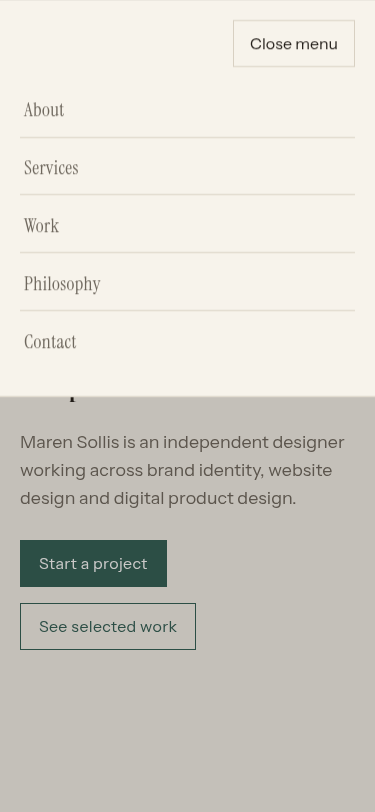 Close menu
About
Services
Work
Philosophy
Contact
Maren Sollis is an independent designer
working across brand identity, website
design and digital product design.
Start a project
See selected work